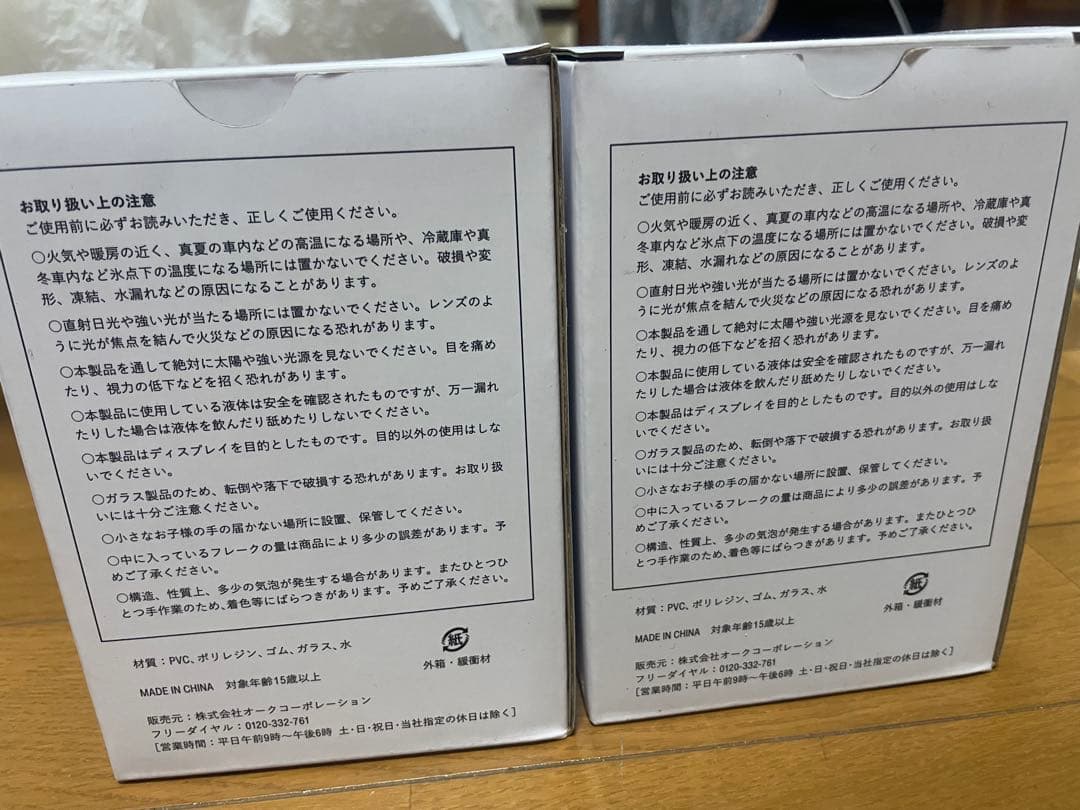 お取り扱い上の注意
ご使用前に必ずお読みいただき、正しくご使用ください。
○火気や暖房の近く、真夏の車内などの高温になる場所や、冷蔵庫や真
冬車内など氷点下の温度になる場所には置かないでください。破損や変
形、凍結、水漏れなどの原因になることがあります。
○直射日光や強い光が当たる場所には置かないでください。レンズのよ
うに光が焦点を結んで火災などの原因になる恐れがあります。
○本製品を通して絶対に太陽や強い光源を見ないでください。目を痛め
たり、視力の低下などを招く恐れがあります。
○本製品に使用している液体は安全を確認されたものですが、万一漏れ
たりした場合は液体を飲んだり舐めたりしないでください。
○本製品はディスプレイを目的としたものです。目的以外の使用はしな
いでください。
○ガラス製品のため、転倒や落下で破損する恐れがあります。お取り扱
いには十分ご注意ください。
○小さなお子様の手の届かない場所に設置、保管してください。
○中に入っているフレークの量は商品により多少の誤差があります。予
めご了承ください。
○構造、性質上、多少の気泡が発生する場合があります。またひとつひ
とつ手作業のため、着色等にばらつきがあります。予めご了承ください。
材質：PVC、ポリレジン、ゴム、ガラス、水
MADE IN CHINA 対象年齢15歳以上
紙
外箱・緩衝材
販売元：株式会社オークコーポレーション
フリーダイヤル：0120-332-761
［営業時間：平日午前9時〜午後6時 土・日・祝日・当社指定の休日は除く］
お取り扱い上の注意
ご使用前に必ずお読みいただき、正しくご使用ください。
○火気や暖房の近く、真夏の車内などの高温になる場所や、冷蔵庫や真
冬車内など氷点下の温度になる場所には置かないでください。破損や変
形、凍結、水漏れなどの原因になることがあります。
○直射日光や強い光が当たる場所には置かないでください。レンズのよ
うに光が焦点を結んで火災などの原因になる恐れがあります。
○本製品を通して絶対に太陽や強い光源を見ないでください。目を痛め
たり、視力の低下などを招く恐れがあります。
○本製品に使用している液体は安全を確認されたものですが、万一漏れ
たりした場合は液体を飲んだり舐めたりしないでください。
○本製品はディスプレイを目的としたものです。目的以外の使用はしな
いでください。
○ガラス製品のため、転倒や落下で破損する恐れがあります。お取り扱
いには十分ご注意ください。
○小さなお子様の手の届かない場所に設置、保管してください。
○中に入っているフレークの量は商品により多少の誤差があります。予
めご了承ください。
○構造、性質上、多少の気泡が発生する場合があります。またひとつひ
とつ手作業のため、着色等にばらつきがあります。予めご了承ください。
材質：PVC、ポリレジン、ゴム、ガラス、水
MADE IN CHINA 対象年齢15歳以上
紙
外箱・緩衝材
販売元：株式会社オークコーポレーション
フリーダイヤル：0120-332-761
［営業時間：平日午前9時〜午後6時 土・日・祝日・当社指定の休日は除く］